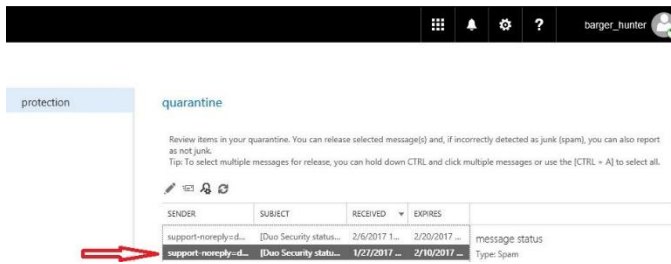 ? barger_hunter
protection
quarantine
Review items in your quarantine. You can release selected message(s) and, if incorrectly detected as junk (spam), you can also report
as not junk.
Tip: To select multiple messages for release, you can hold down CTRL and click multiple messages or use the [CTRL + A] to select all.
SENDER SUBJECT RECEIVED EXPIRES
support-noreply=d... [Duo Security status... 2/6/2017 1... 2/20/2017 ... message status
support-noreply=d... [Duo Security statu... 1/27/2017 ... 2/10/2017 ... Type: Spam